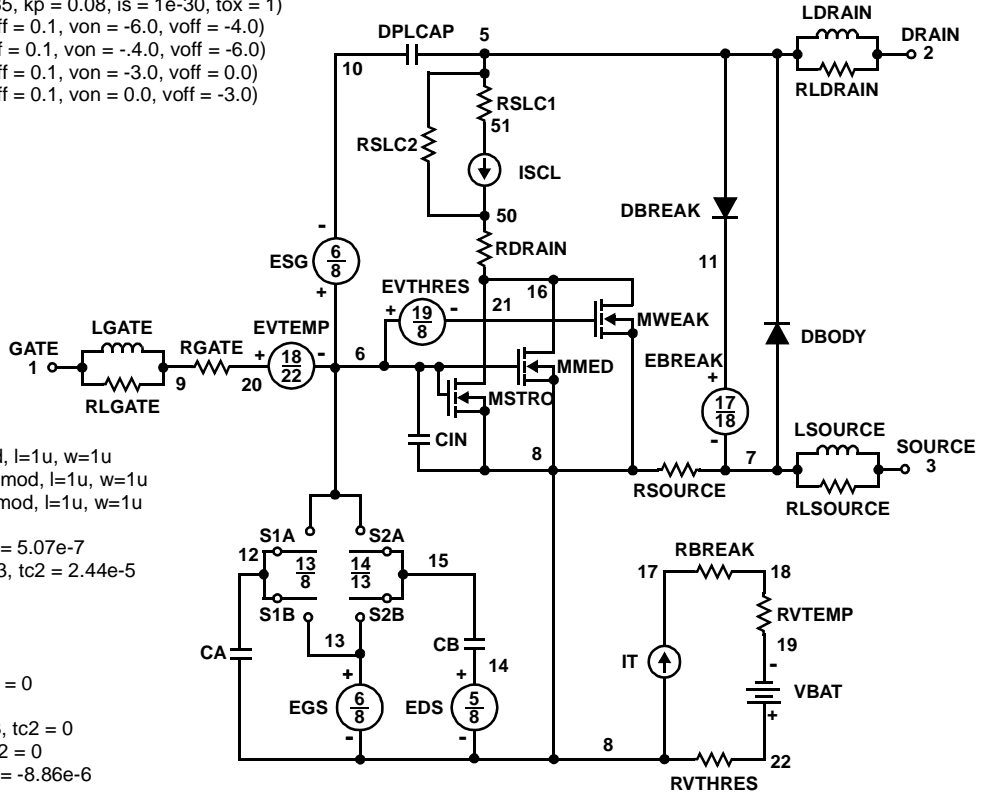 35, kp = 0.08, is = 1e-30, tox = 1)
ff = 0.1, von = -6.0, voff = -4.0)
f = 0.1, von = -.4.0, voff = -6.0)
ff = 0.1, von = -3.0, voff = 0.0)
ff = 0.1, von = 0.0, voff = -3.0)
LDRAIN
DPLCAP 5 DRAIN
10 2
RLDRAIN
RSLC1
51
RSLC2
ISCL
50
DBREAK
RDRAIN
11
ESG 6 8
EVTHRES
16
21
19 8
MWEAK
LGATE
EVTEMP
DBODY
GATE RGATE
EBREAK
1 18 22 6 MMED
9 20
MSTRO
RLGATE
17 18
CIN
LSOURCE
8 7 SOURCE
3
RSOURCE
RLSOURCE
d, l=1u, w=1u
mod, l=1u, w=1u
mod, l=1u, w=1u
= 5.07e-7
3, tc2 = 2.44e-5
S1A S2A
12 13 8 14 13 15
S1B S2B
13
CA CB
14
EGS 6 8 EDS 5 8
RBREAK
17 18
RVTEMP
19
IT
VBAT
8 22
RVTHRES
= 0
, tc2 = 0
2 = 0
= -8.86e-6
+
-
+
-
+
-
+
-
+
-
+
-
-
+